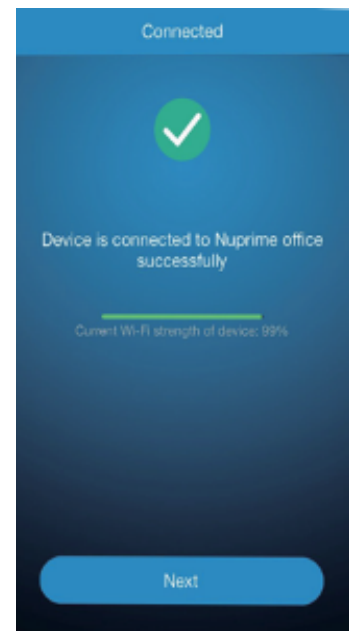 Connected
Device is connected to Nuprime office
successfully
Current Wi-Fi strength of device: 99%
Next